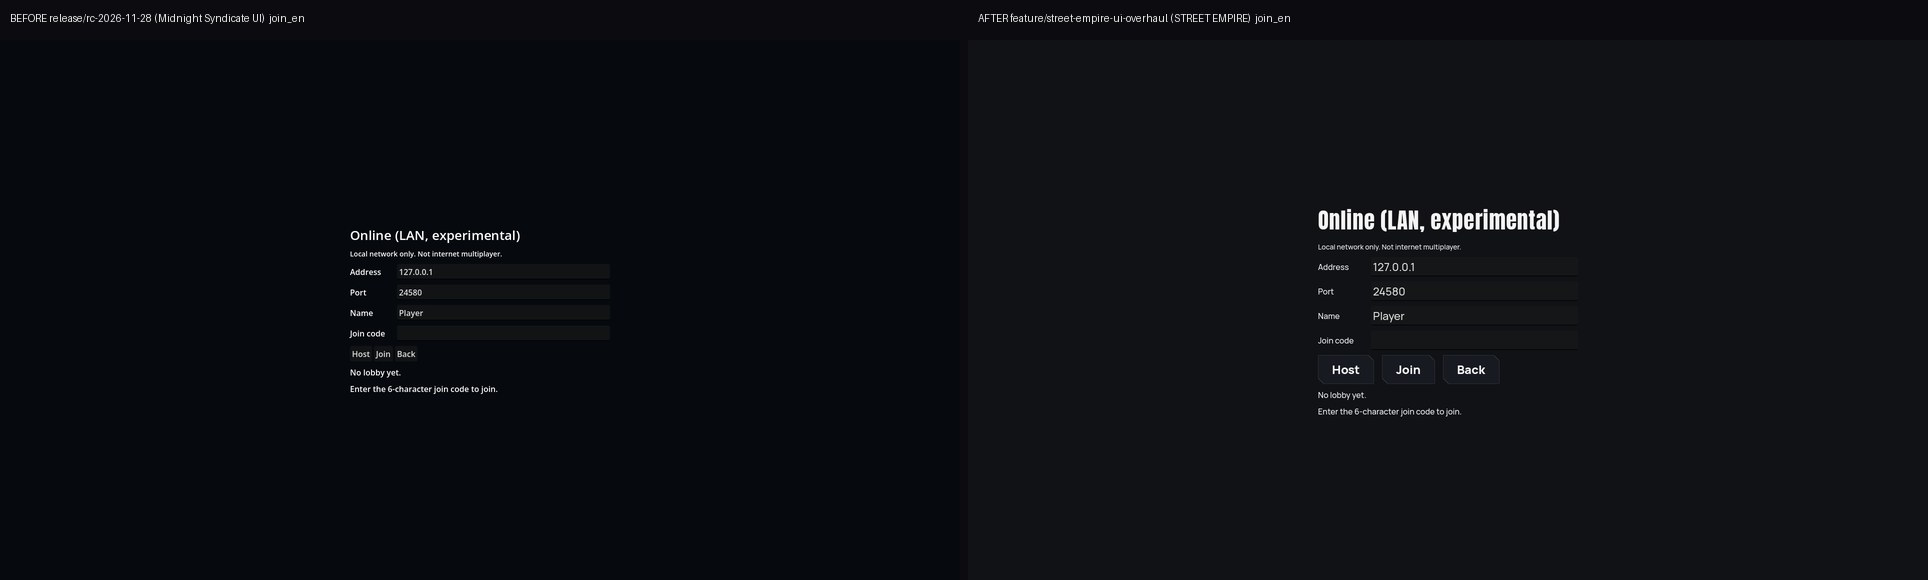 BEFORE release/rc-2026-11-28 (Midnight Syndicate UI) join_en
Online (LAN, experimental)
Local network only. Not internet multiplayer.
Address 127.0.0.1
Port 24580
Name Player
Join code
Host Join Back
No lobby yet.
Enter the 6-character join code to join.
AFTER feature/street-empire-ui-overhaul (STREET EMPIRE) join_en
Online (LAN, experimental)
Local network only. Not internet multiplayer.
Address 127.0.0.1
Port 24580
Name Player
Join code
Host Join Back
No lobby yet.
Enter the 6-character join code to join.